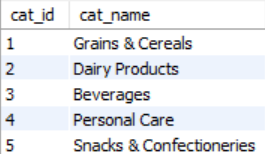 cat_id cat_name
1 Grains & Cereals
2 Dairy Products
3 Beverages
4 Personal Care
5 Snacks & Confectioneries